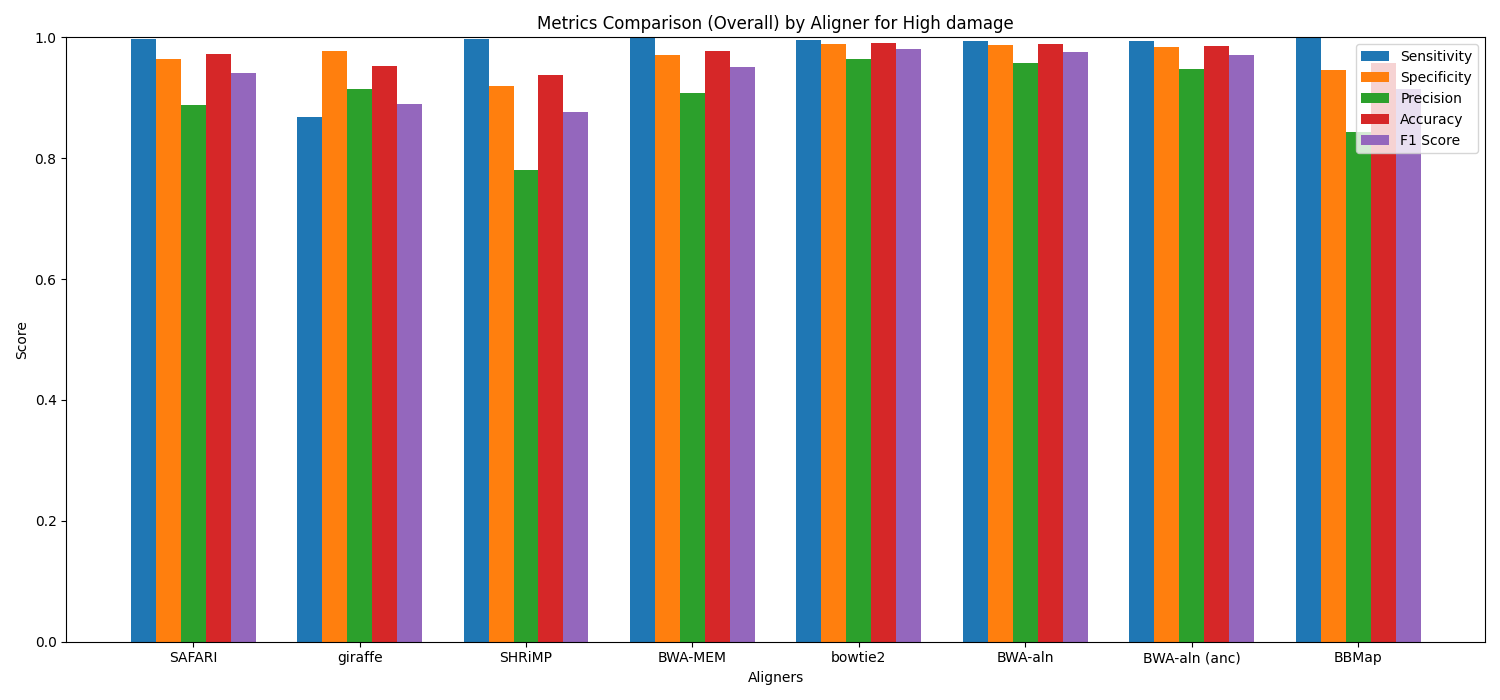 Metrics Comparison (Overall) by Aligner for High damage
Score
1.0
0.8
0.6
0.4
0.2
0.0
Sensitivity
Specificity
Precision
Accuracy
F1 Score
SAFARI
giraffe
SHRiMP
BWA-MEM
bowtie2
BWA-aln
BWA-aln (anc)
BBMap
Aligners